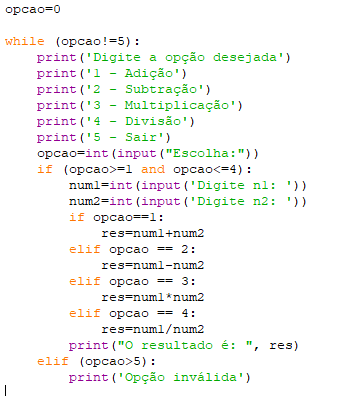 opcao=0
while (opcao!=5):
    print('Digite a opção desejada')
    print('1 - Adição')
    print('2 - Subtração')
    print('3 - Multiplicação')
    print('4 - Divisão')
    print('5 - Sair')
    opcao=int(input("Escolha:"))
    if (opcao>=1 and opcao<=4):
        num1=int(input('Digite n1: '))
        num2=int(input('Digite n2: '))
        if opcao==1:
            res=num1+num2
        elif opcao == 2:
            res=num1-num2
        elif opcao == 3:
            res=num1*num2
        elif opcao == 4:
            res=num1/num2
        print("O resultado é: ", res)
    elif (opcao>5):
        print('Opção inválida')